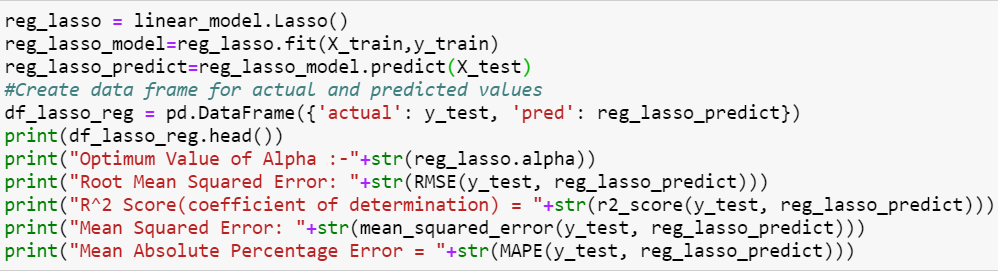 reg_lasso = linear_model.Lasso()
reg_lasso_model=reg_lasso.fit(X_train,y_train)
reg_lasso_predict=reg_lasso_model.predict(X_test)
#Create data frame for actual and predicted values
df_lasso_reg = pd.DataFrame({'actual': y_test, 'pred': reg_lasso_predict})
print(df_lasso_reg.head())
print("Optimum Value of Alpha :-"+str(reg_lasso.alpha))
print("Root Mean Squared Error: "+str(RMSE(y_test, reg_lasso_predict)))
print("R^2 Score(coefficient of determination) = "+str(r2_score(y_test, reg_lasso_predict)))
print("Mean Squared Error: "+str(mean_squared_error(y_test, reg_lasso_predict)))
print("Mean Absolute Percentage Error = "+str(MAPE(y_test, reg_lasso_predict)))